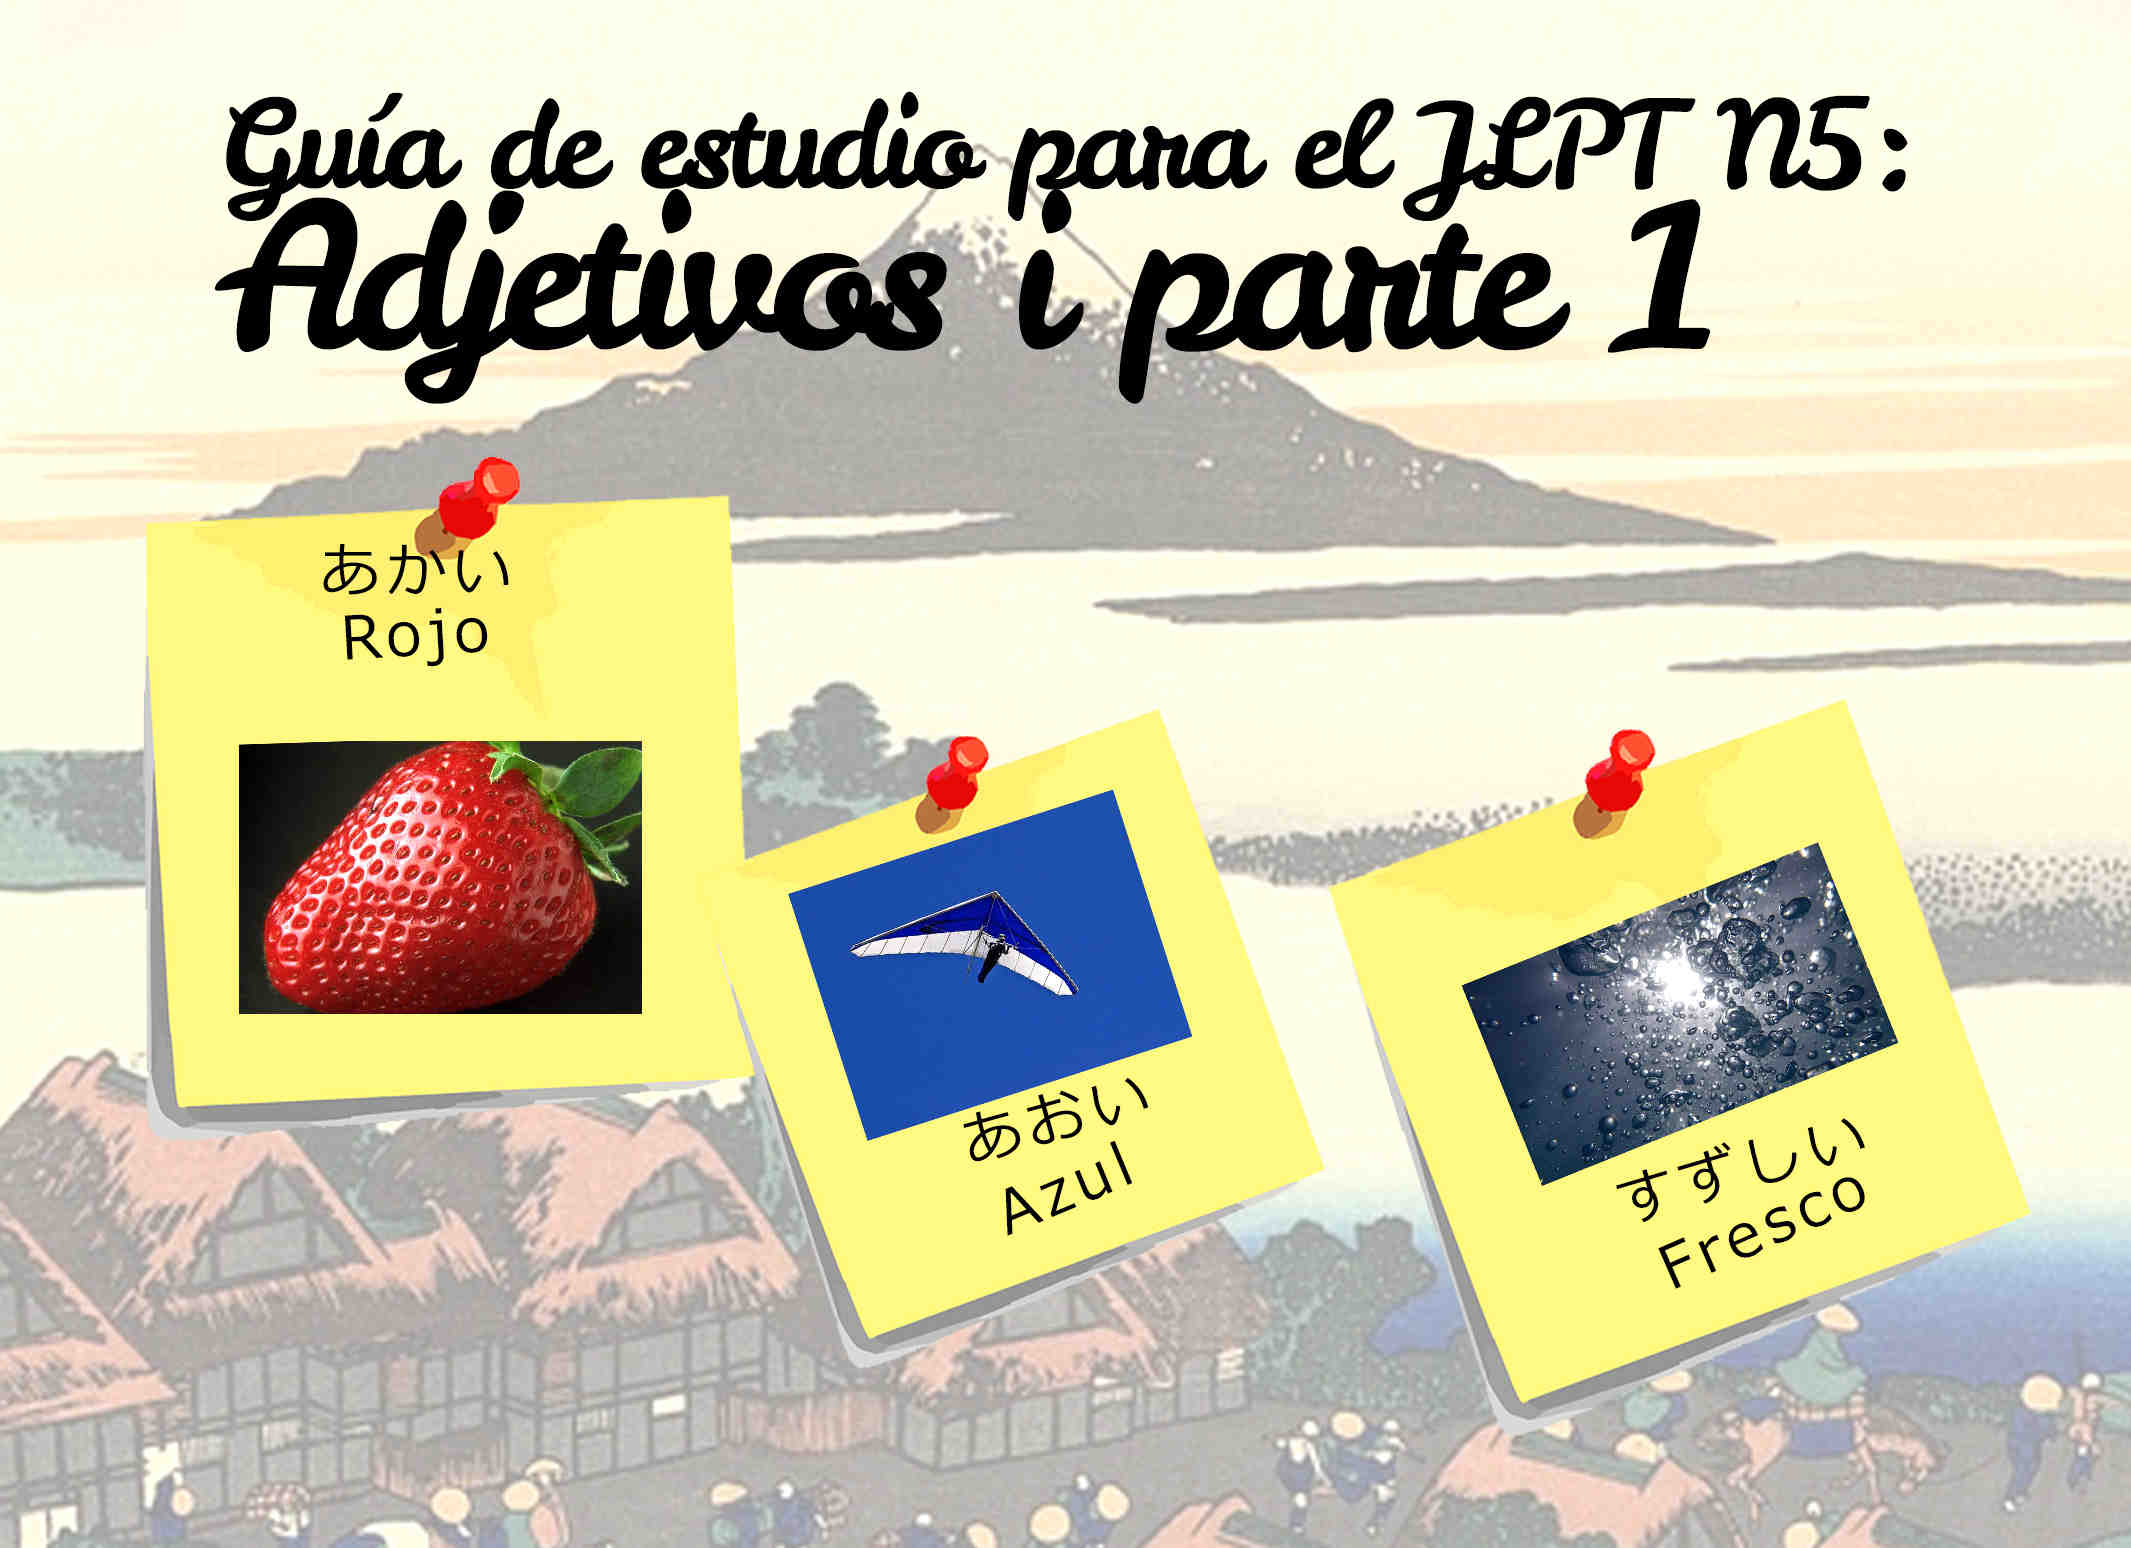 Guía de estudio para el JLPT N5:
Adjetivos i parte 1
あかい
Rojo
あおい
Azul
すずしい
Fresco